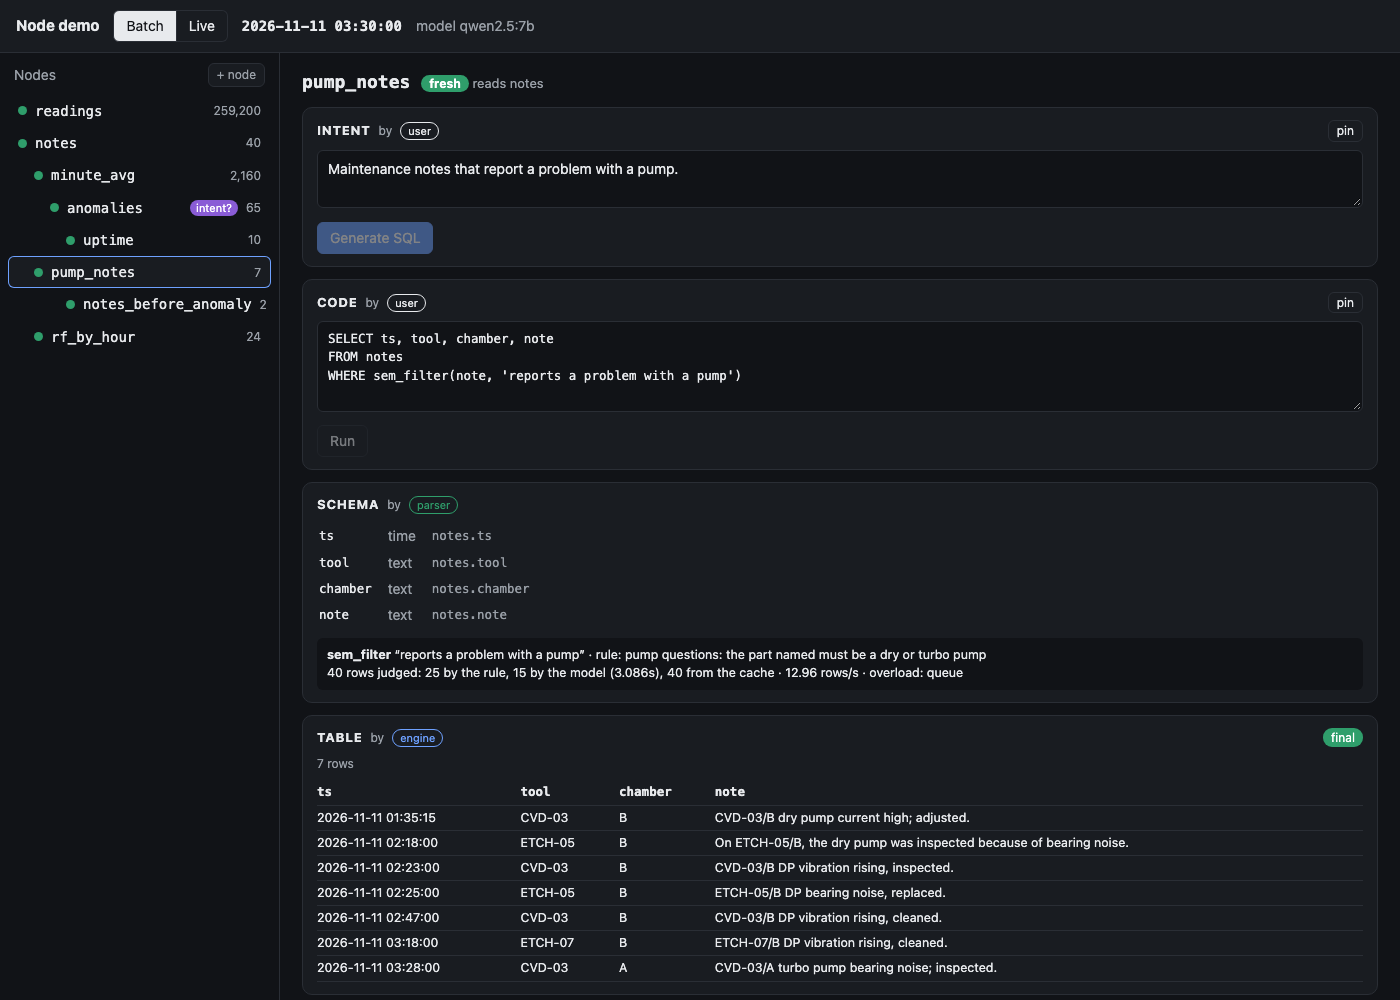 Node demo Batch Live 2026-11-11 03:30:00 model qwen2.5:7b
Nodes + node
readings 259,200
notes 40
minute_avg 2,160
anomalies intent? 65
uptime 10
pump_notes 7
notes_before_anomaly 2
rf_by_hour 24
pump_notes fresh reads notes
INTENT by user pin
Maintenance notes that report a problem with a pump.
Generate SQL
CODE by user pin
SELECT ts, tool, chamber, note
FROM notes
WHERE sem_filter(note, 'reports a problem with a pump')
Run
SCHEMA by parser
ts time notes.ts
tool text notes.tool
chamber text notes.chamber
note text notes.note
sem_filter “reports a problem with a pump” · rule: pump questions: the part named must be a dry or turbo pump
40 rows judged: 25 by the rule, 15 by the model (3.086s), 40 from the cache · 12.96 rows/s · overload: queue
TABLE by engine final
7 rows
ts tool chamber note
2026-11-11 01:35:15 CVD-03 B CVD-03/B dry pump current high; adjusted.
2026-11-11 02:18:00 ETCH-05 B On ETCH-05/B, the dry pump was inspected because of bearing noise.
2026-11-11 02:23:00 CVD-03 B CVD-03/B DP vibration rising, inspected.
2026-11-11 02:25:00 ETCH-05 B ETCH-05/B DP bearing noise, replaced.
2026-11-11 02:47:00 CVD-03 B CVD-03/B DP vibration rising, cleaned.
2026-11-11 03:18:00 ETCH-07 B ETCH-07/B DP vibration rising, cleaned.
2026-11-11 03:28:00 CVD-03 A CVD-03/A turbo pump bearing noise; inspected.